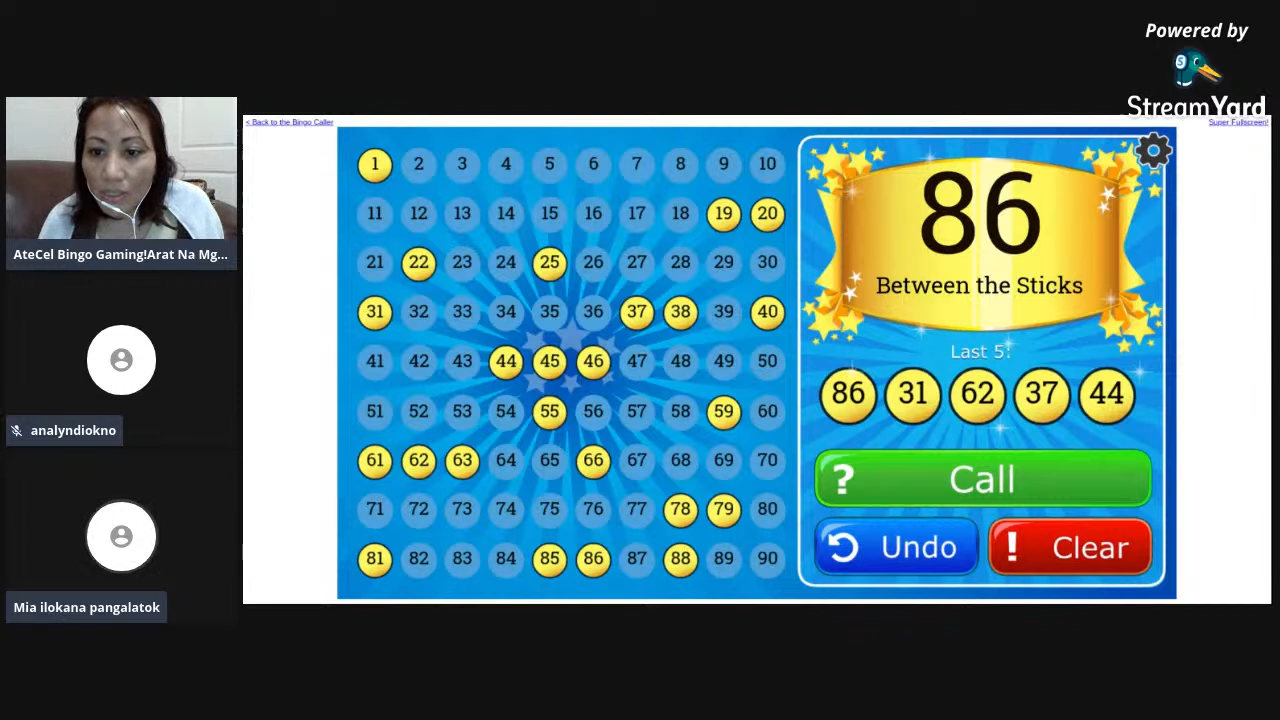 Powered by
StreamYard
< Back to the Bingo Caller
Super Fullscreen!
1 2 3 4 5 6 7 8 9 10
11 12 13 14 15 16 17 18 19 20
21 22 23 24 25 26 27 28 29 30
31 32 33 34 35 36 37 38 39 40
41 42 43 44 45 46 47 48 49 50
51 52 53 54 55 56 57 58 59 60
61 62 63 64 65 66 67 68 69 70
71 72 73 74 75 76 77 78 79 80
81 82 83 84 85 86 87 88 89 90
86
Between the Sticks
Last 5:
86 31 62 37 44
? Call
Undo
! Clear
AteCel Bingo Gaming!Arat Na Mg...
analyndiokno
Mia ilokana pangalatok